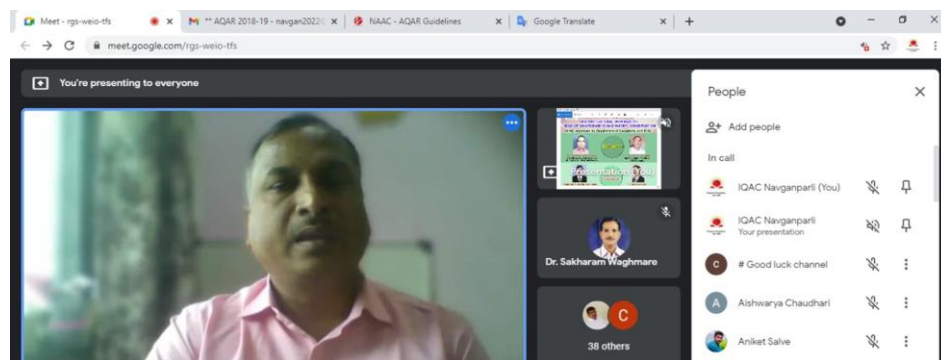 Meet - rgs-weio-tfs
** AQAR 2018-19 - navgan2022
NAAC - AQAR Guidelines
Google Translate
meet.google.com/rgs-weio-tfs
You're presenting to everyone
Presentation (You)
Dr. Sakharam Waghmare
C
38 others
People
Add people
In call
IQAC Navganparli (You)
IQAC Navganparli
Your presentation
C
# Good luck channel
A
Aishwarya Chaudhari
Aniket Salve